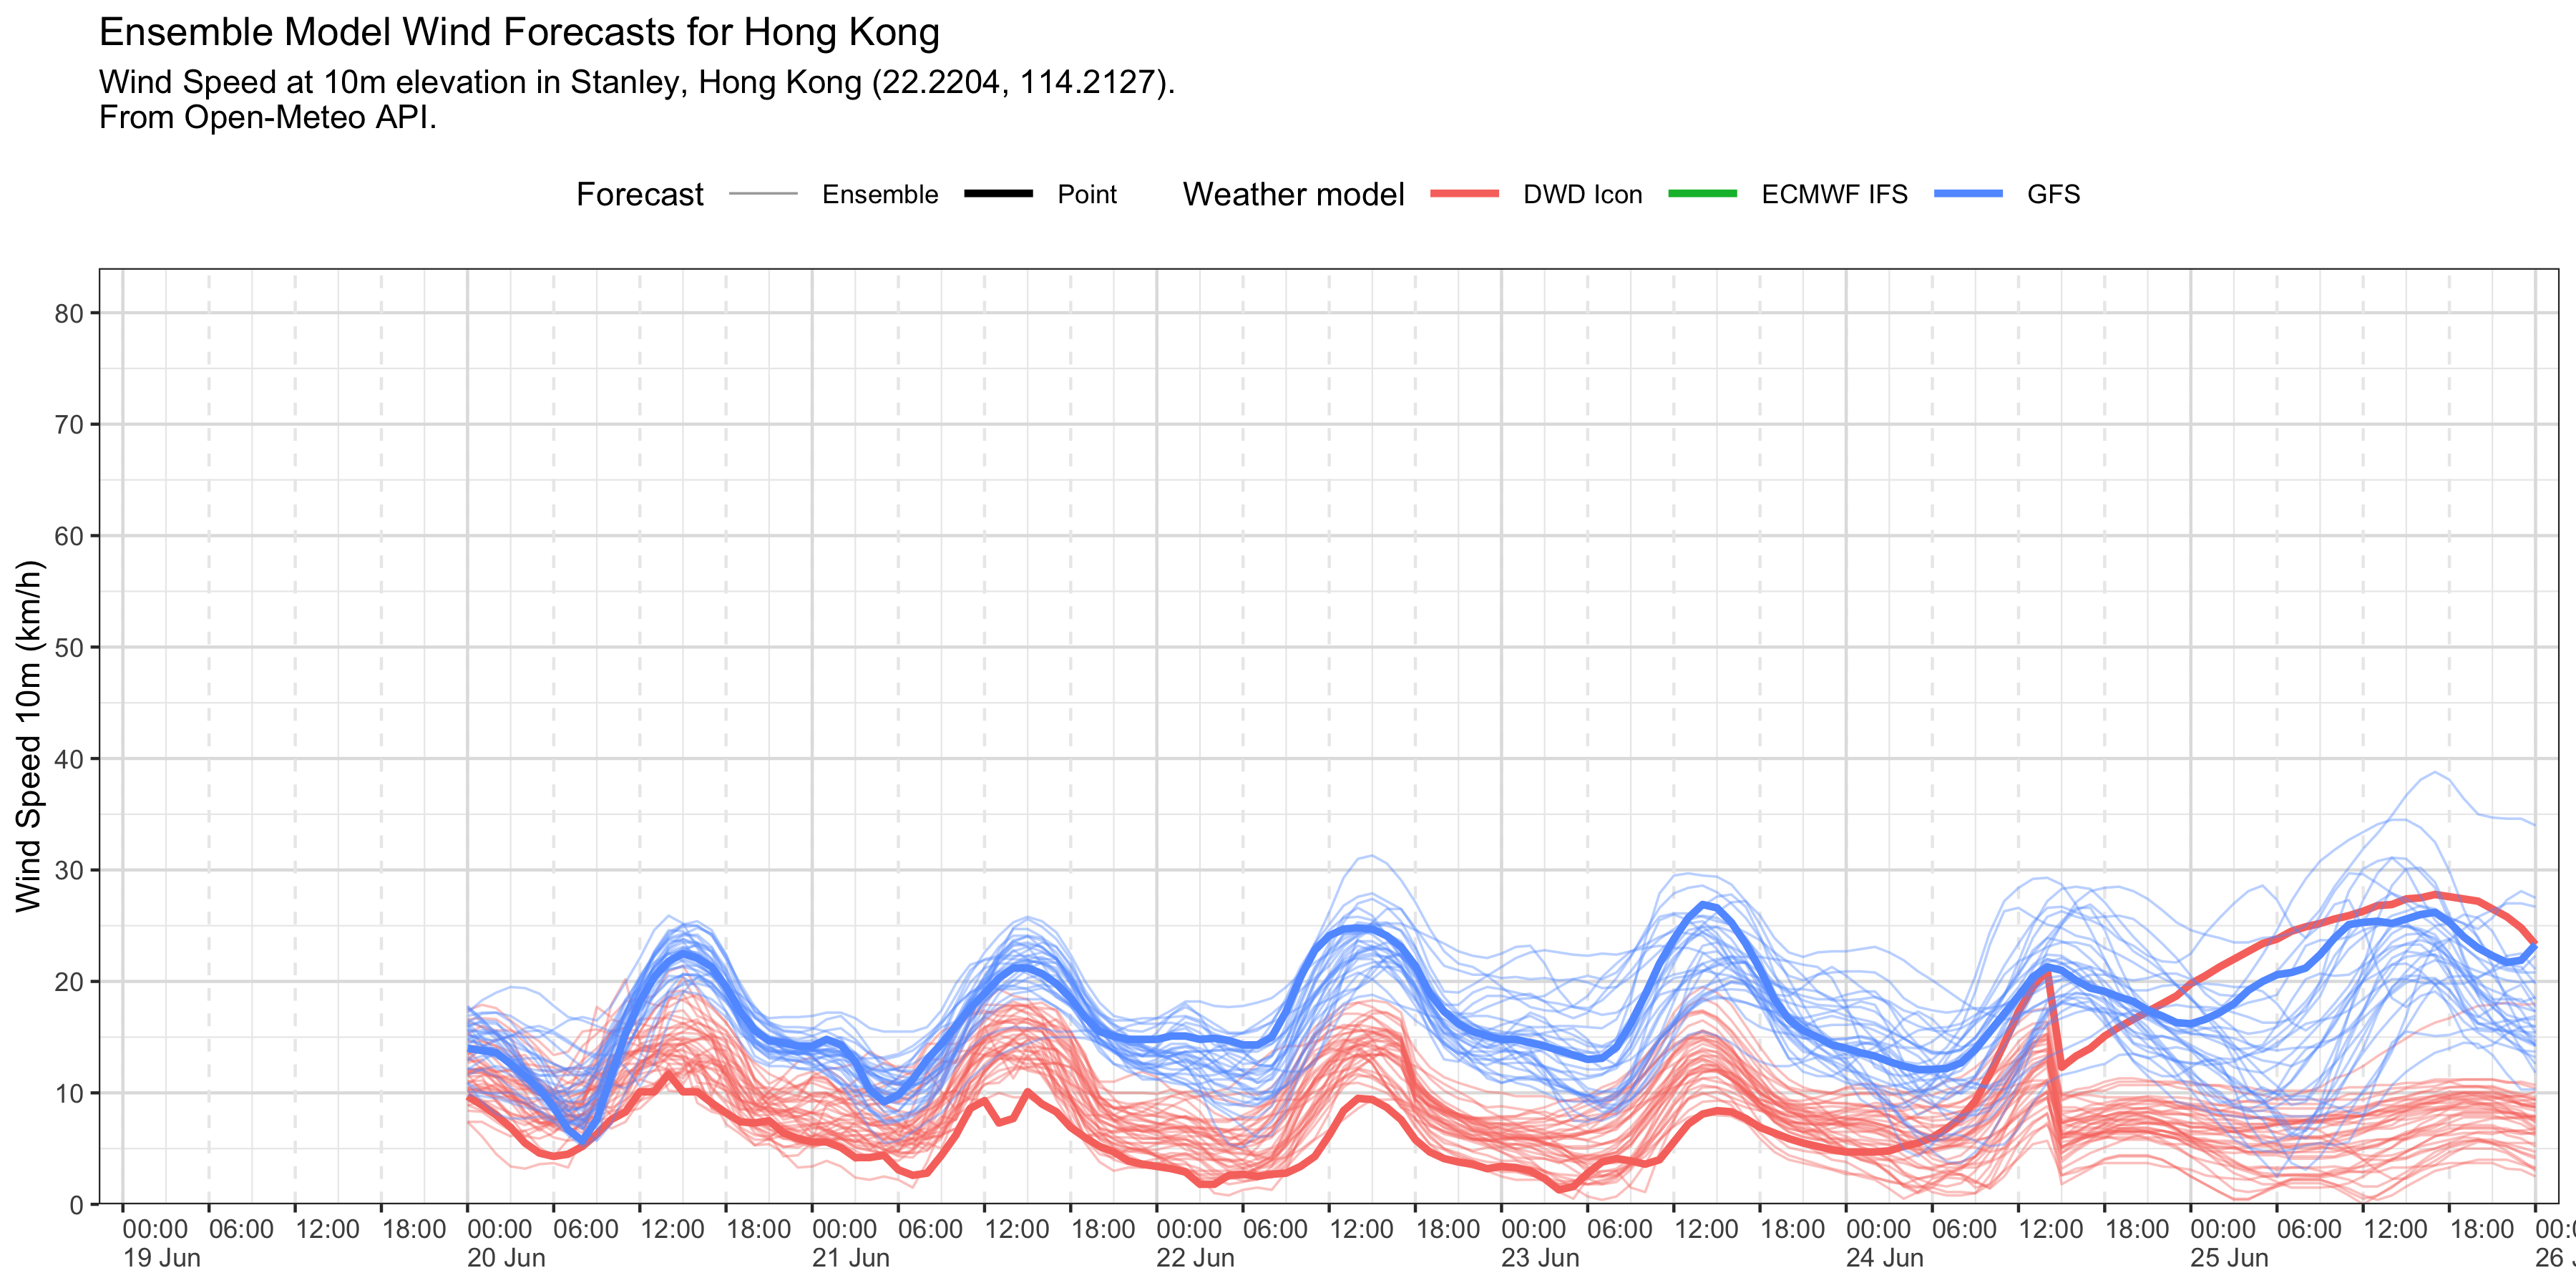 Ensemble Model Wind Forecasts for Hong Kong
Wind Speed at 10m elevation in Stanley, Hong Kong (22.2204, 114.2127).
From Open-Meteo API.
Forecast Ensemble Point Weather model DWD Icon ECMWF IFS GFS
Wind Speed 10m (km/h)
80
70
60
50
40
30
20
10
0
00:00 06:00 12:00 18:00 00:00 06:00 12:00 18:00 00:00 06:00 12:00 18:00 00:00 06:00 12:00 18:00 00:00 06:00 12:00 18:00 00:00 06:00 12:00 18:00 00:00 06:00 12:00 18:00 00:
19 Jun 20 Jun 21 Jun 22 Jun 23 Jun 24 Jun 25 Jun 26